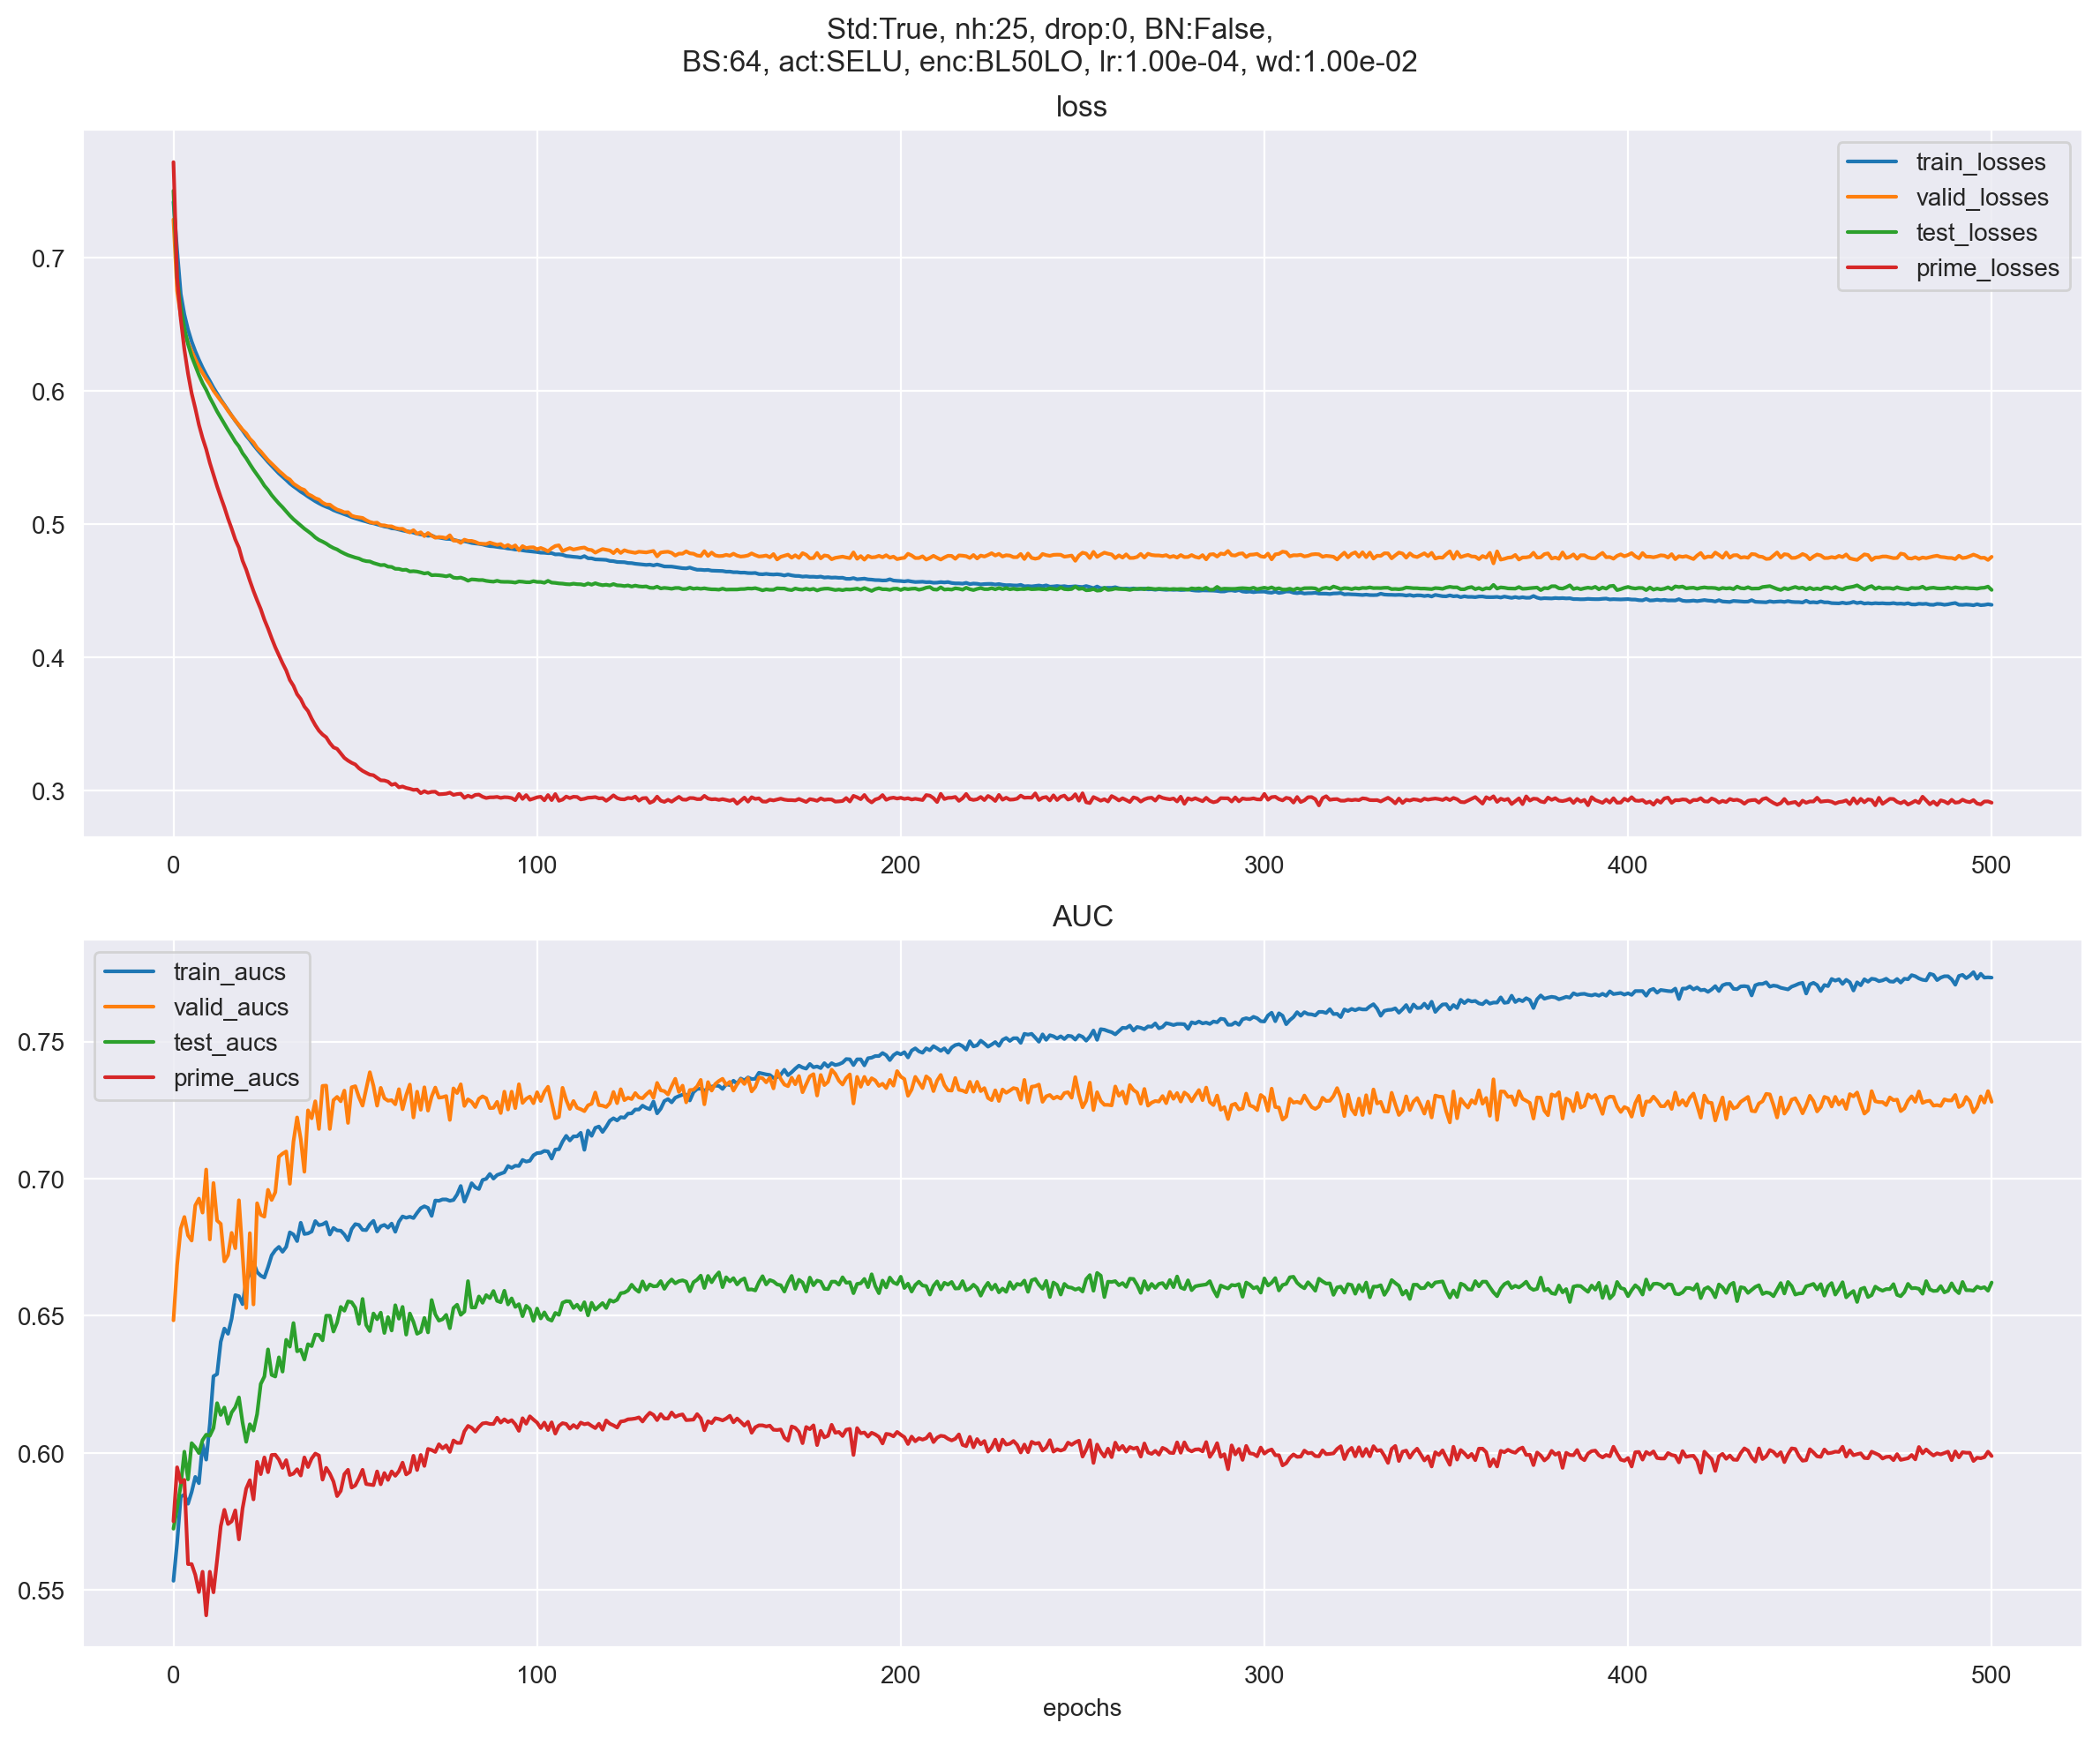 Std:True, nh:25, drop:0, BN:False,
BS:64, act:SELU, enc:BL50LO, lr:1.00e-04, wd:1.00e-02
loss
train_losses
valid_losses
test_losses
prime_losses
0.7
0.6
0.5
0.4
0.3
0 100 200 300 400 500
AUC
train_aucs
valid_aucs
test_aucs
prime_aucs
0.75
0.70
0.65
0.60
0.55
0 100 200 300 400 500
epochs